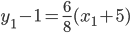 y₁ − 1 = 6/8 (x₁ + 5)